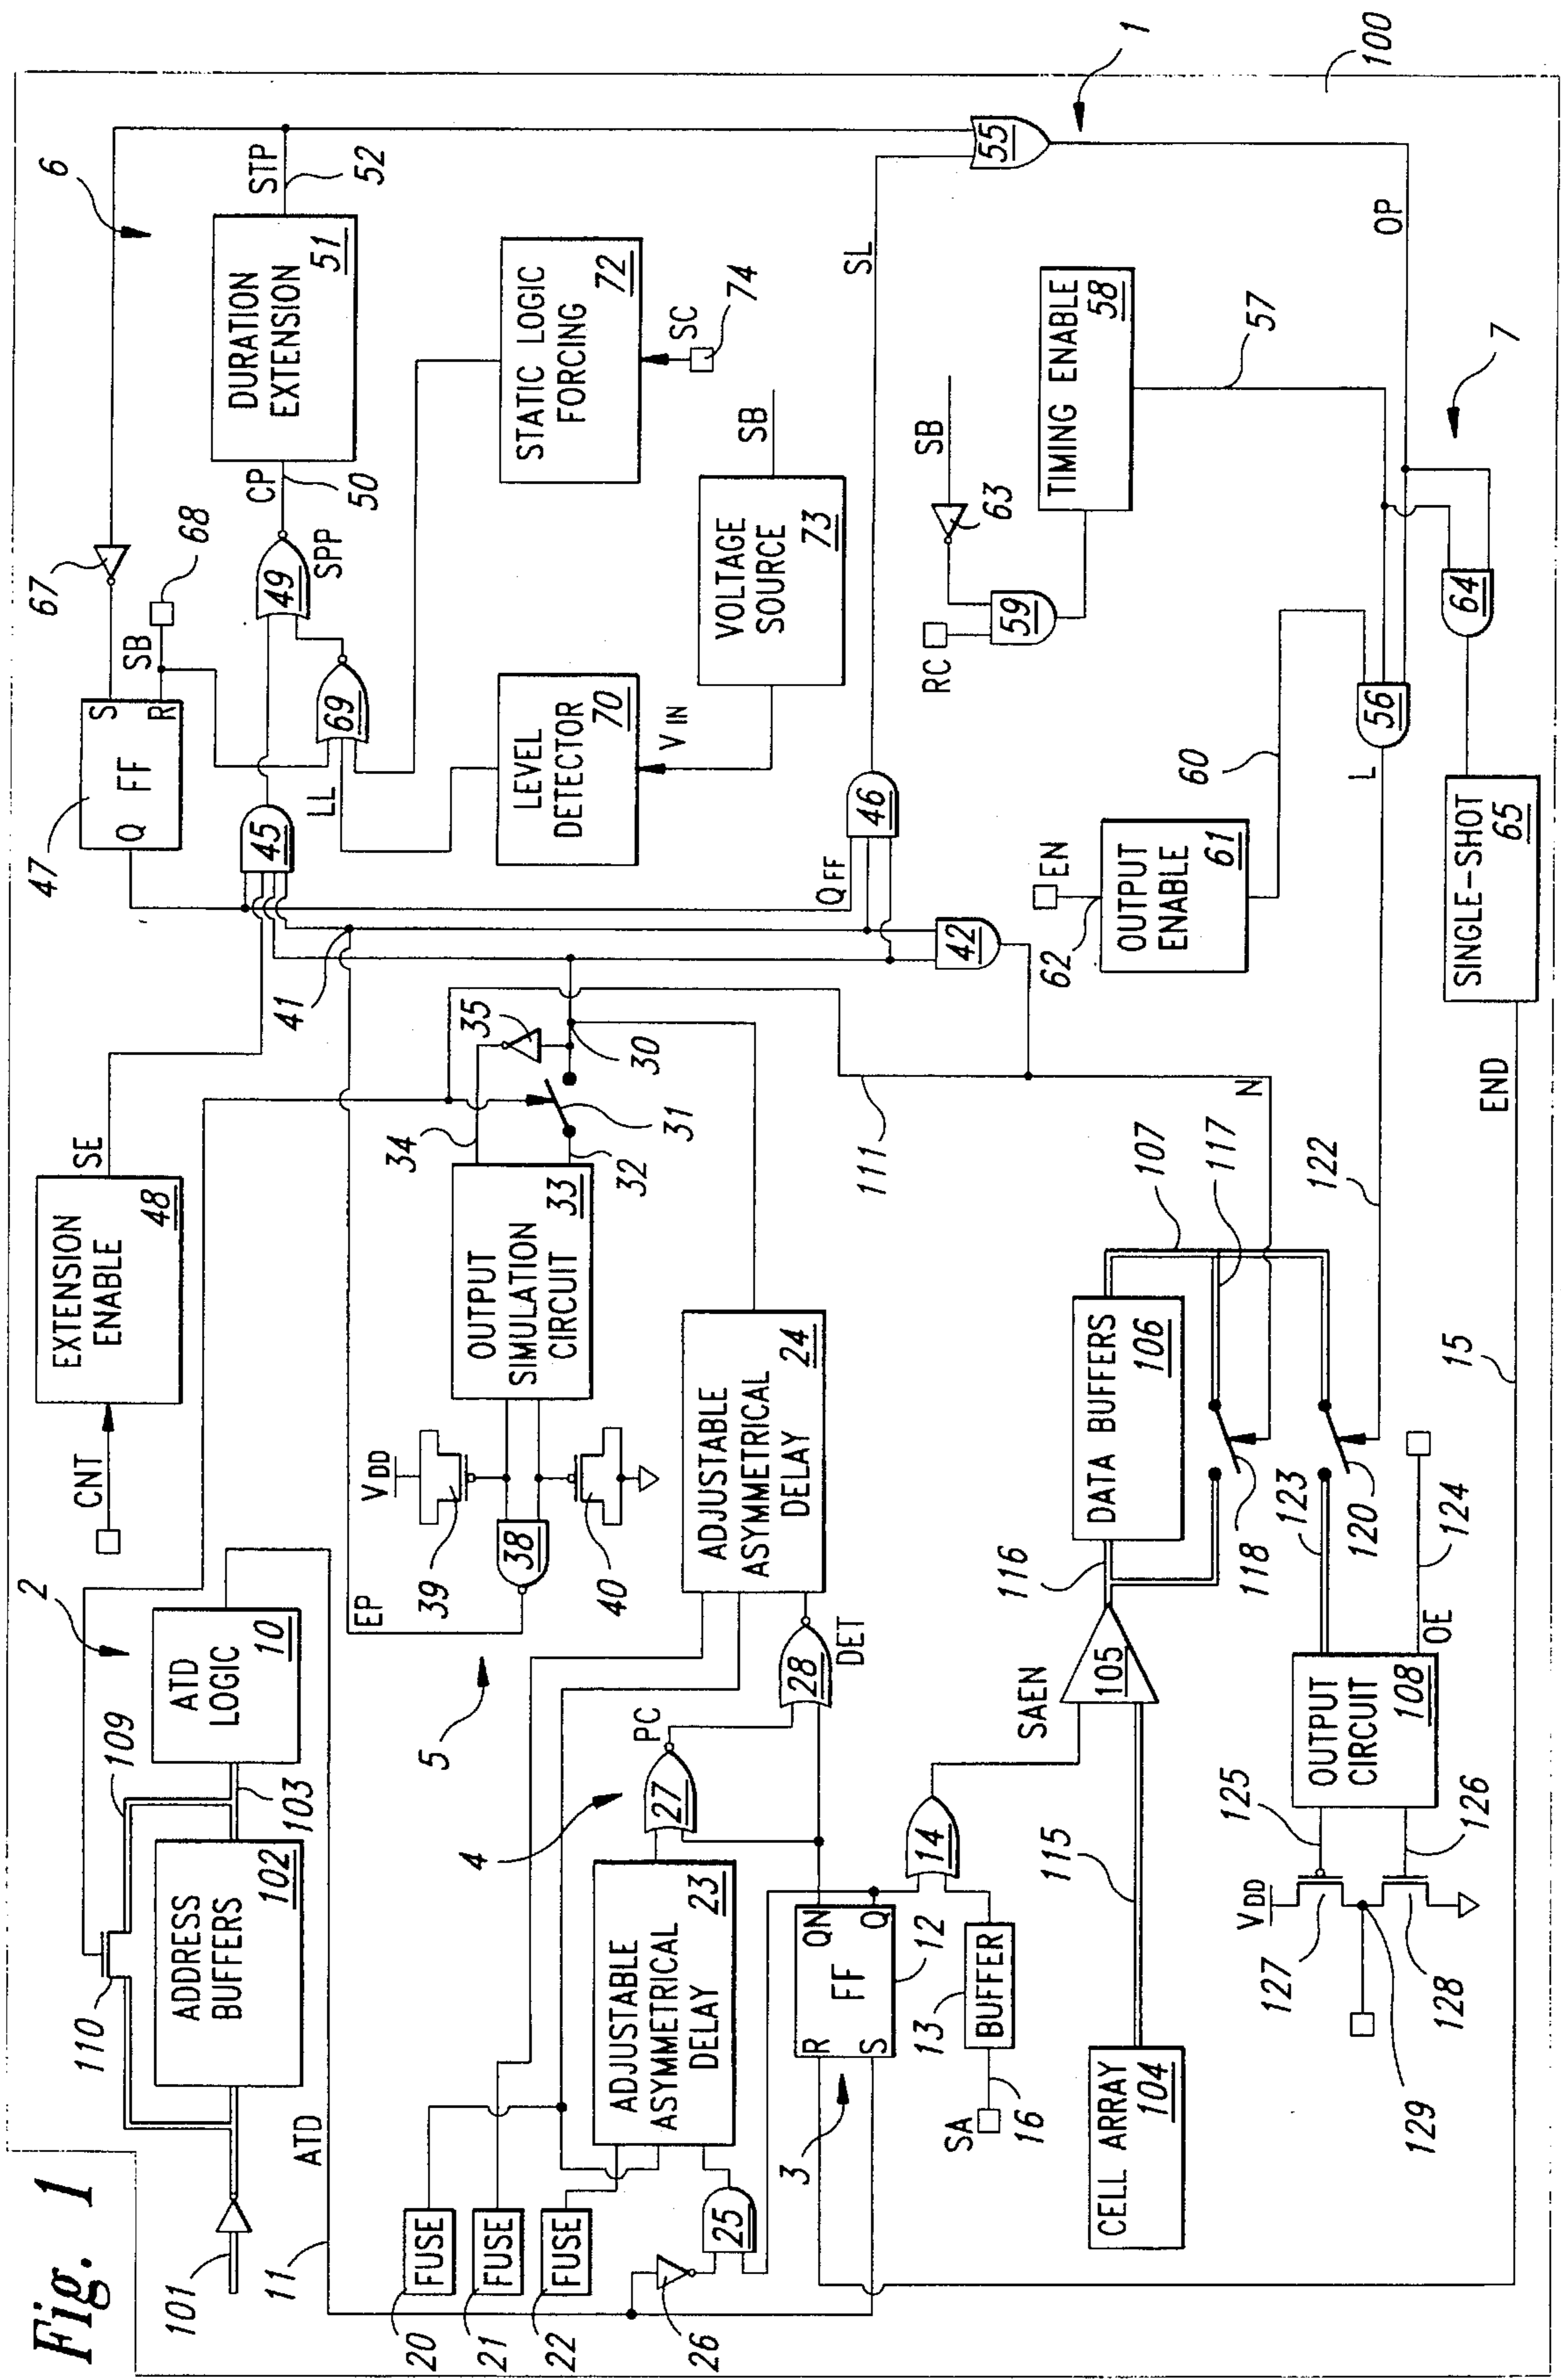 Fig. 1
101
110
109
2
ADDRESS
BUFFERS
102
103
ATD
LOGIC
10
CNT
EXTENSION
ENABLE
48
SE
47
Q
FF
S
R
SB
68
67
6
DURATION
EXTENSION
51
STP
52
CP
50
49
SPP
45
41
LL
69
LEVEL
DETECTOR
70
V IN
STATIC LOGIC
FORCING
72
SC
74
VOLTAGE
SOURCE
73
SB
ATD
11
EP
5
VDD
39
38
40
OUTPUT
SIMULATION
CIRCUIT
33
34
35
32
31
30
111
QFF
46
42
SL
55
1
100
20
FUSE
21
FUSE
22
FUSE
26
25
ADJUSTABLE
ASYMMETRICAL
DELAY
23
4
27
PC
28
DET
ADJUSTABLE
ASYMMETRICAL
DELAY
24
3
R
S
FF
QN
Q
12
SA
16
13
BUFFER
14
SAEN
62
EN
OUTPUT
ENABLE
61
60
RC
59
63
SB
TIMING ENABLE
58
57
OP
CELL ARRAY
104
115
105
116
DATA BUFFERS
106
107
117
118
N
122
L
56
64
7
129
VDD
127
128
125
126
OUTPUT
CIRCUIT
108
123
120
OE
124
15
END
SINGLE-SHOT
65